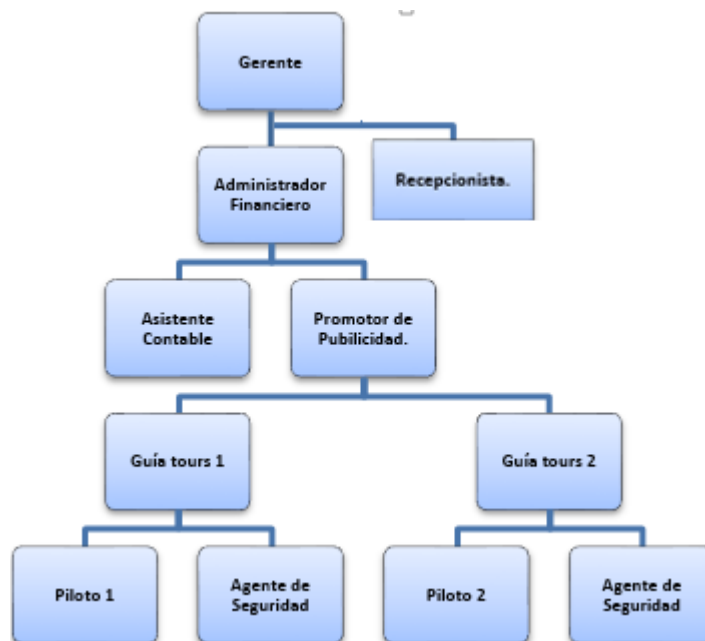 Gerente
Administrador
Financiero
Recepcionista.
Asistente
Contable
Promotor de
Pubilicidad.
Guía tours 1
Guía tours 2
Piloto 1
Agente de
Seguridad
Piloto 2
Agente de
Seguridad